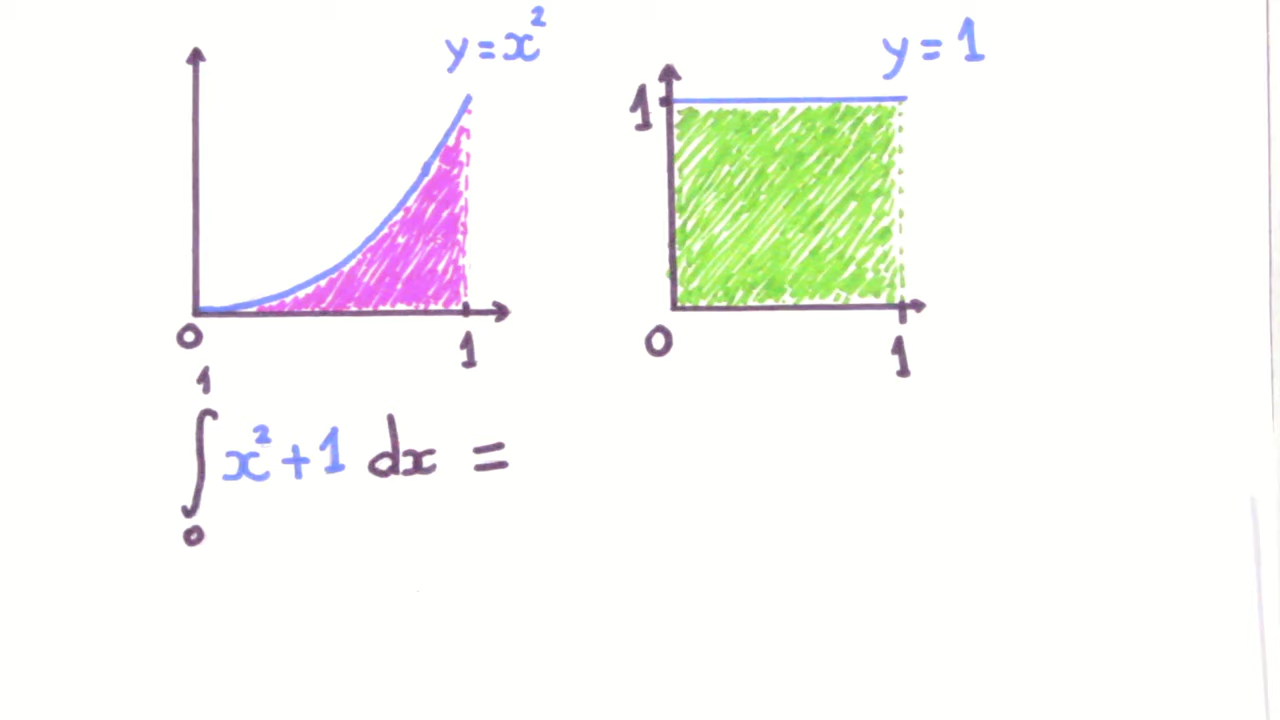 y = x²
y = 1
1
0
1
0
1
1
∫ x² + 1 dx =
0